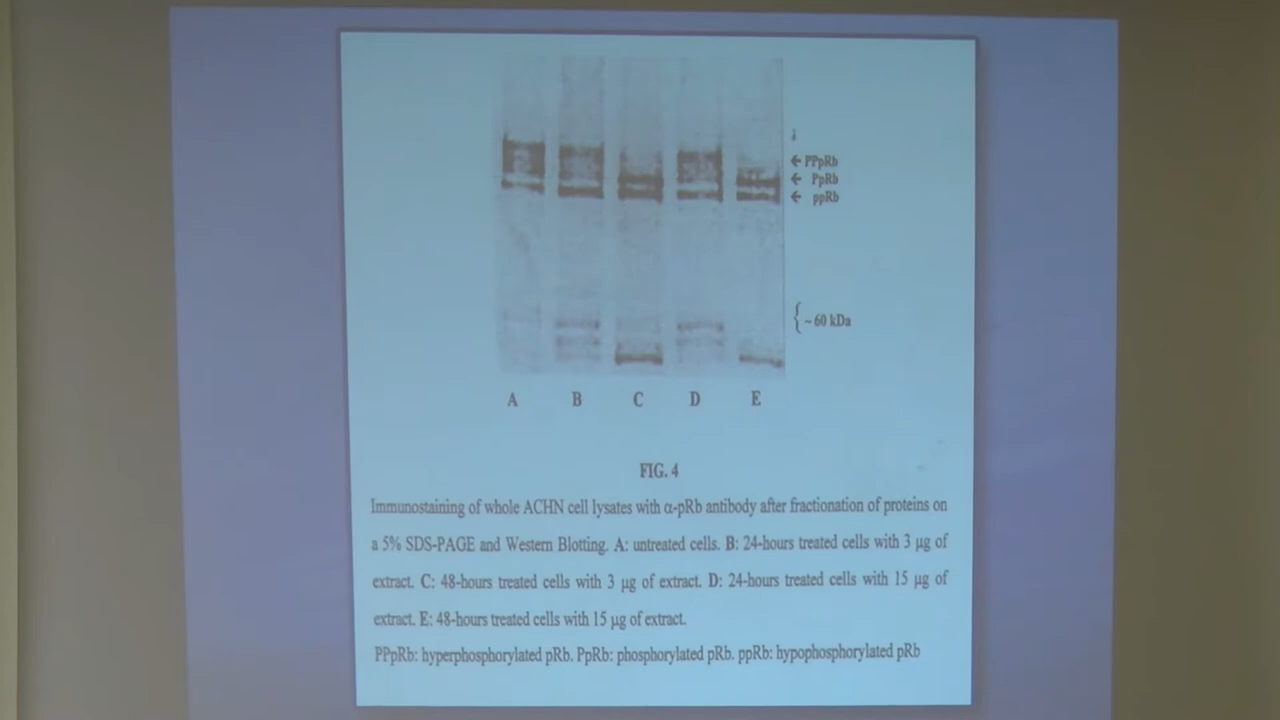 ← PPpRb
← PpRb
← ppRb
{ ~ 60 kDa
A B C D E
FIG. 4
Immunostaining of whole ACHN cell lysates with α-pRb antibody after fractionation of proteins on
a 5% SDS-PAGE and Western Blotting. A: untreated cells. B: 24-hours treated cells with 3 μg of
extract. C: 48-hours treated cells with 3 μg of extract. D: 24-hours treated cells with 15 μg of
extract. E: 48-hours treated cells with 15 μg of extract.
PPpRb: hyperphosphorylated pRb. PpRb: phosphorylated pRb. ppRb: hypophosphorylated pRb